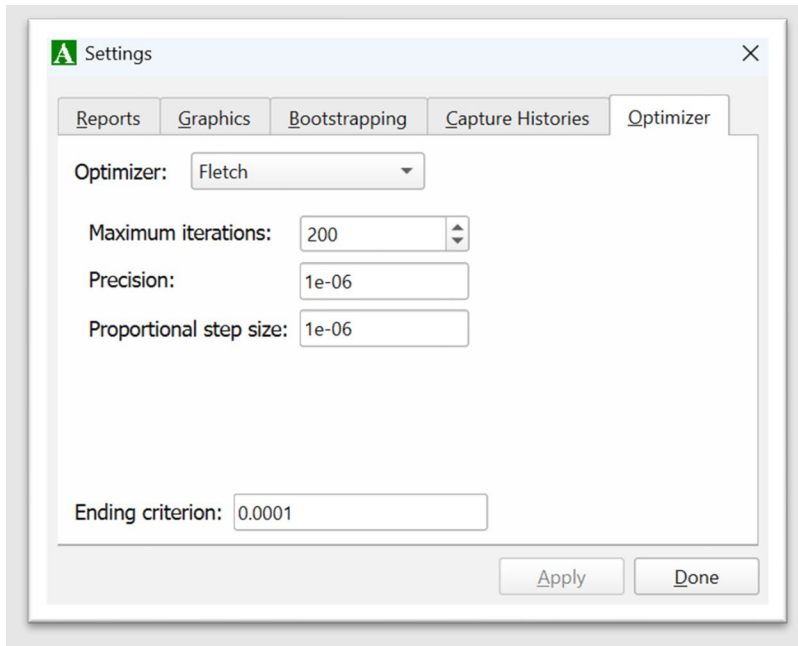 A Settings
Reports Graphics Bootstrapping Capture Histories Optimizer
Optimizer: Fletch
Maximum iterations: 200
Precision: 1e-06
Proportional step size: 1e-06
Ending criterion: 0.0001
Apply Done